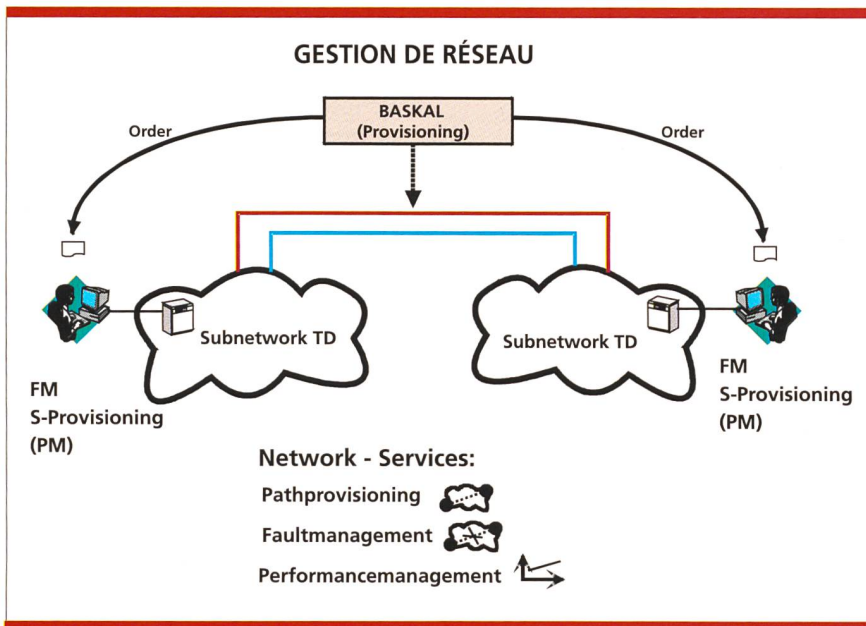 GESTION DE RÉSEAU
BASKAL
(Provisioning)
Order
Order
Subnetwork TD
Subnetwork TD
FM
S-Provisioning
(PM)
FM
S-Provisioning
(PM)
Network - Services:
Pathprovisioning
Faultmanagement
Performancemanagement